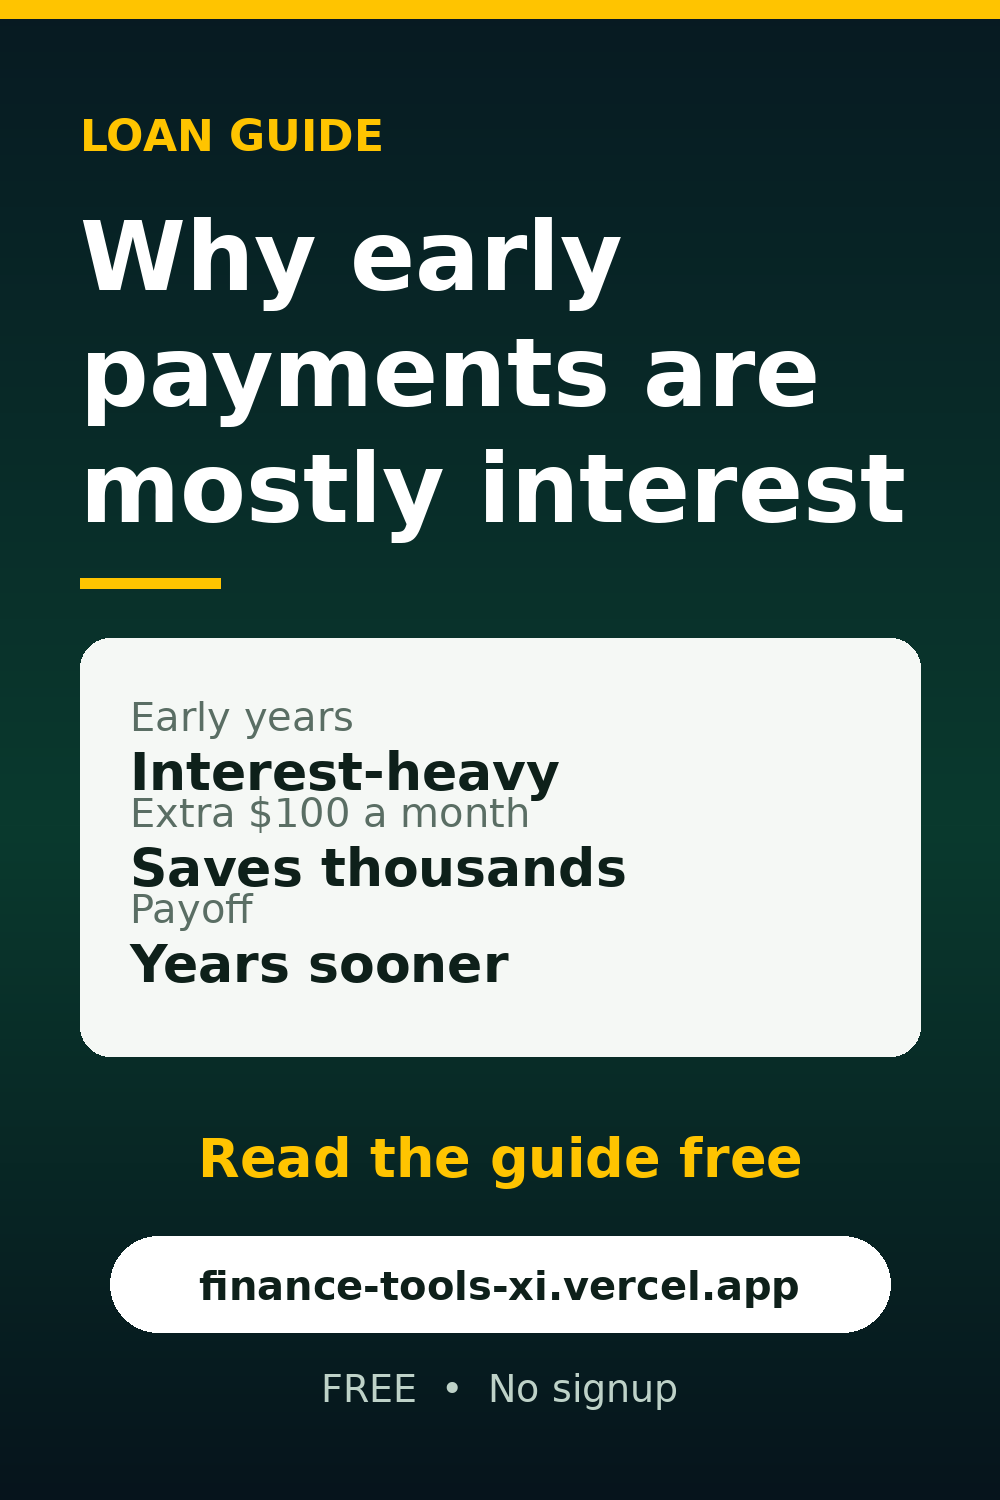 LOAN GUIDE
Why early
payments are
mostly interest
Early years
Interest-heavy
Extra $100 a month
Saves thousands
Payoff
Years sooner
Read the guide free
finance-tools-xi.vercel.app
FREE • No signup